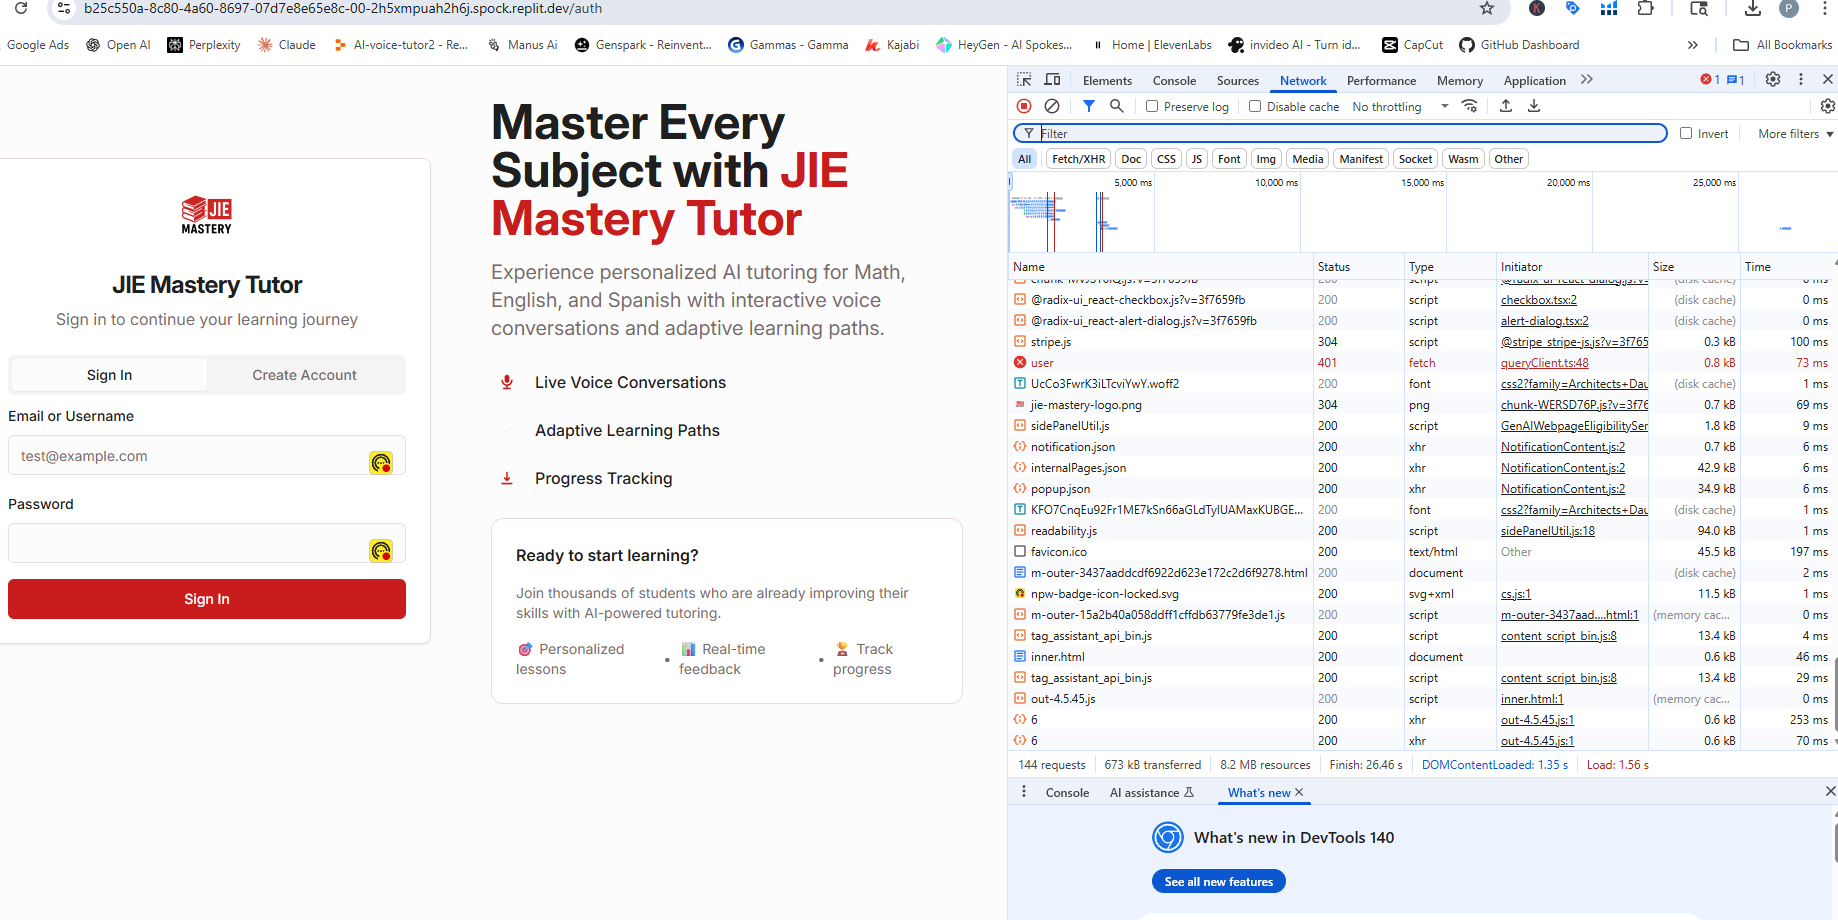 b25c550a-8c80-4a60-8697-07d7e8e65e8c-00-2h5xmpuah2h6j.spock.replit.dev/auth
K
P
Google Ads Open AI Perplexity Claude AI-voice-tutor2 - Re... Manus Ai Genspark - Reinvent... Gammas - Gamma Kajabi HeyGen - AI Spokes... Home | ElevenLabs invideo AI - Turn id... CapCut GitHub Dashboard All Bookmarks
JIE
MASTERY
JIE Mastery Tutor
Sign in to continue your learning journey
Sign In Create Account
Email or Username
test@example.com
Password
Sign In
Master Every
Subject with JIE
Mastery Tutor
Experience personalized AI tutoring for Math,
English, and Spanish with interactive voice
conversations and adaptive learning paths.
Live Voice Conversations
Adaptive Learning Paths
Progress Tracking
Ready to start learning?
Join thousands of students who are already improving their
skills with AI-powered tutoring.
🎯 Personalized lessons • 📊 Real-time feedback • 🏆 Track progress
Elements Console Sources Network Performance Memory Application 1 1
Preserve log Disable cache No throttling
Filter Invert More filters
All Fetch/XHR Doc CSS JS Font Img Media Manifest Socket Wasm Other
5,000 ms 10,000 ms 15,000 ms 20,000 ms 25,000 ms
Name Status Type Initiator Size Time
@radix-ui_react-checkbox.js?v=3f7659fb 200 script checkbox.tsx:2 (disk cache) 0 ms
@radix-ui_react-alert-dialog.js?v=3f7659fb 200 script alert-dialog.tsx:2 (disk cache) 0 ms
stripe.js 304 script @stripe_stripe-js.js?v=3f765 0.3 kB 100 ms
user 401 fetch queryClient.ts:48 0.8 kB 73 ms
UcCo3FwrK3iLTcviYwY.woff2 200 font css2?family=Architects+Dau (disk cache) 1 ms
jie-mastery-logo.png 304 png chunk-WERSD76P.js?v=3f76 0.7 kB 69 ms
sidePanelUtil.js 200 script GenAIWebpageEligibilitySer 1.8 kB 9 ms
notification.json 200 xhr NotificationContent.js:2 0.7 kB 6 ms
internalPages.json 200 xhr NotificationContent.js:2 42.9 kB 6 ms
popup.json 200 xhr NotificationContent.js:2 34.9 kB 6 ms
KFO7CnqEu92Fr1ME7kSn66aGLdTylUAMaxKUBGE... 200 font css2?family=Architects+Dau (disk cache) 1 ms
readability.js 200 script sidePanelUtil.js:18 94.0 kB 1 ms
favicon.ico 200 text/html Other 45.5 kB 197 ms
m-outer-3437aaddcdf6922d623e172c2d6f9278.html 200 document (disk cache) 2 ms
npw-badge-icon-locked.svg 200 svg+xml cs.js:1 11.5 kB 1 ms
m-outer-15a2b40a058ddff1cffdb63779fe3de1.js 200 script m-outer-3437aad....html:1 (memory cac... 0 ms
tag_assistant_api_bin.js 200 script content_script_bin.js:8 13.4 kB 4 ms
inner.html 200 document 0.6 kB 46 ms
tag_assistant_api_bin.js 200 script content_script_bin.js:8 13.4 kB 29 ms
out-4.5.45.js 200 script inner.html:1 (memory cac... 0 ms
6 200 xhr out-4.5.45.js:1 0.6 kB 253 ms
6 200 xhr out-4.5.45.js:1 0.6 kB 70 ms
144 requests 673 kB transferred 8.2 MB resources Finish: 26.46 s DOMContentLoaded: 1.35 s Load: 1.56 s
Console AI assistance What's new
What's new in DevTools 140
See all new features